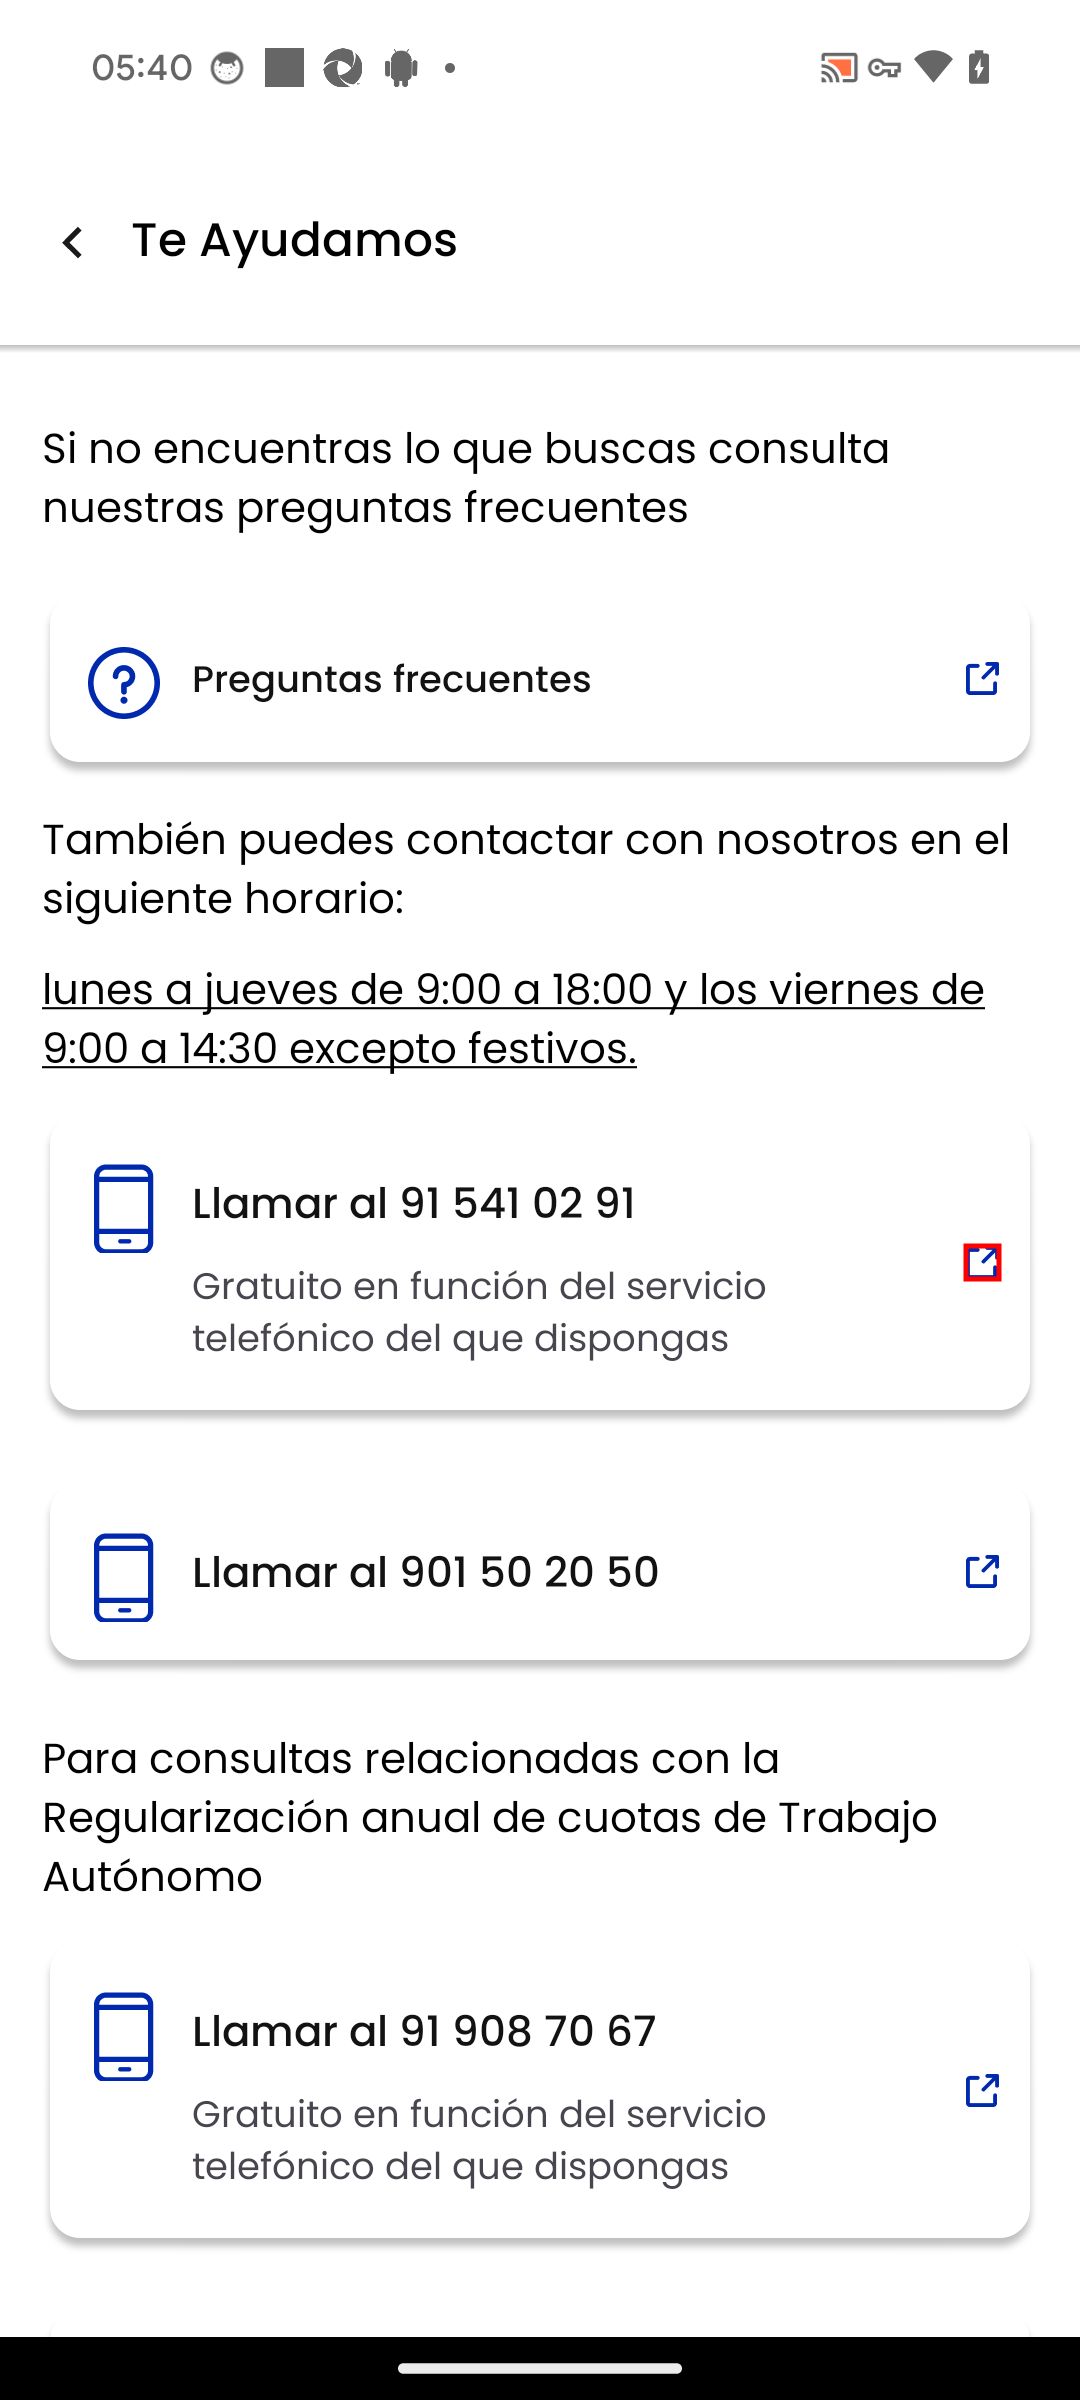 05:40
Te Ayudamos
Si no encuentras lo que buscas consulta
nuestras preguntas frecuentes
Preguntas frecuentes
También puedes contactar con nosotros en el
siguiente horario:
lunes a jueves de 9:00 a 18:00 y los viernes de
9:00 a 14:30 excepto festivos.
Llamar al 91 541 02 91
Gratuito en función del servicio
telefónico del que dispongas
Llamar al 901 50 20 50
Para consultas relacionadas con la
Regularización anual de cuotas de Trabajo
Autónomo
Llamar al 91 908 70 67
Gratuito en función del servicio
telefónico del que dispongas